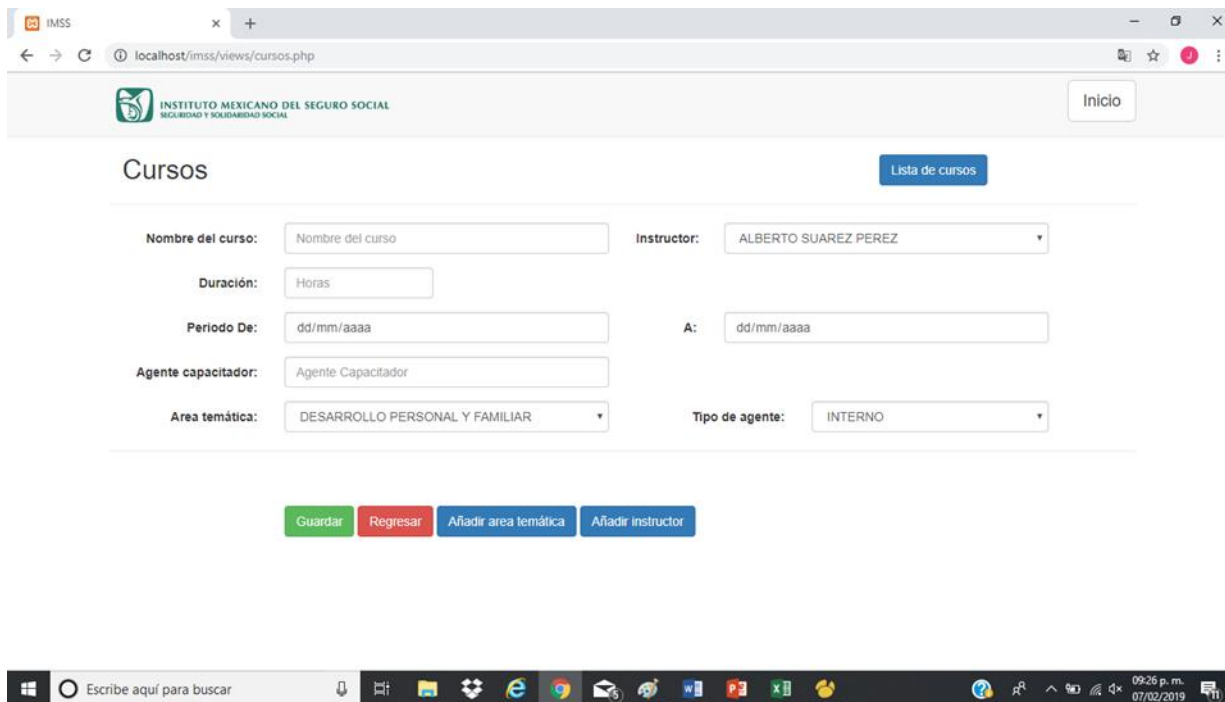 IMSS
localhost/imss/views/cursos.php
INSTITUTO MEXICANO DEL SEGURO SOCIAL
SEGURIDAD Y SOLIDARIDAD SOCIAL
Inicio
Cursos
Lista de cursos
Nombre del curso: Nombre del curso Instructor: ALBERTO SUAREZ PEREZ
Duración: Horas
Periodo De: dd/mm/aaaa A: dd/mm/aaaa
Agente capacitador: Agente Capacitador
Area temática: DESARROLLO PERSONAL Y FAMILIAR Tipo de agente: INTERNO
Guardar Regresar Añadir area temática Añadir instructor
Escribe aquí para buscar
09:26 p. m.
07/02/2019